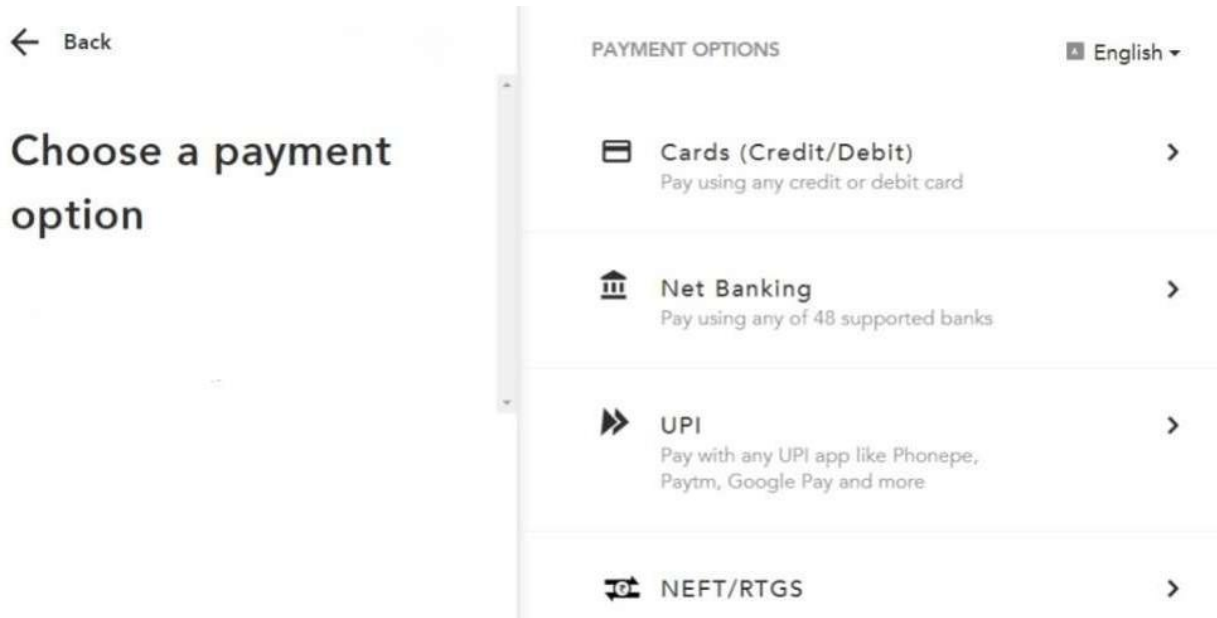 Back
Choose a payment
option
PAYMENT OPTIONS
English
Cards (Credit/Debit)
Pay using any credit or debit card
Net Banking
Pay using any of 48 supported banks
UPI
Pay with any UPI app like Phonepe,
Paytm, Google Pay and more
NEFT/RTGS